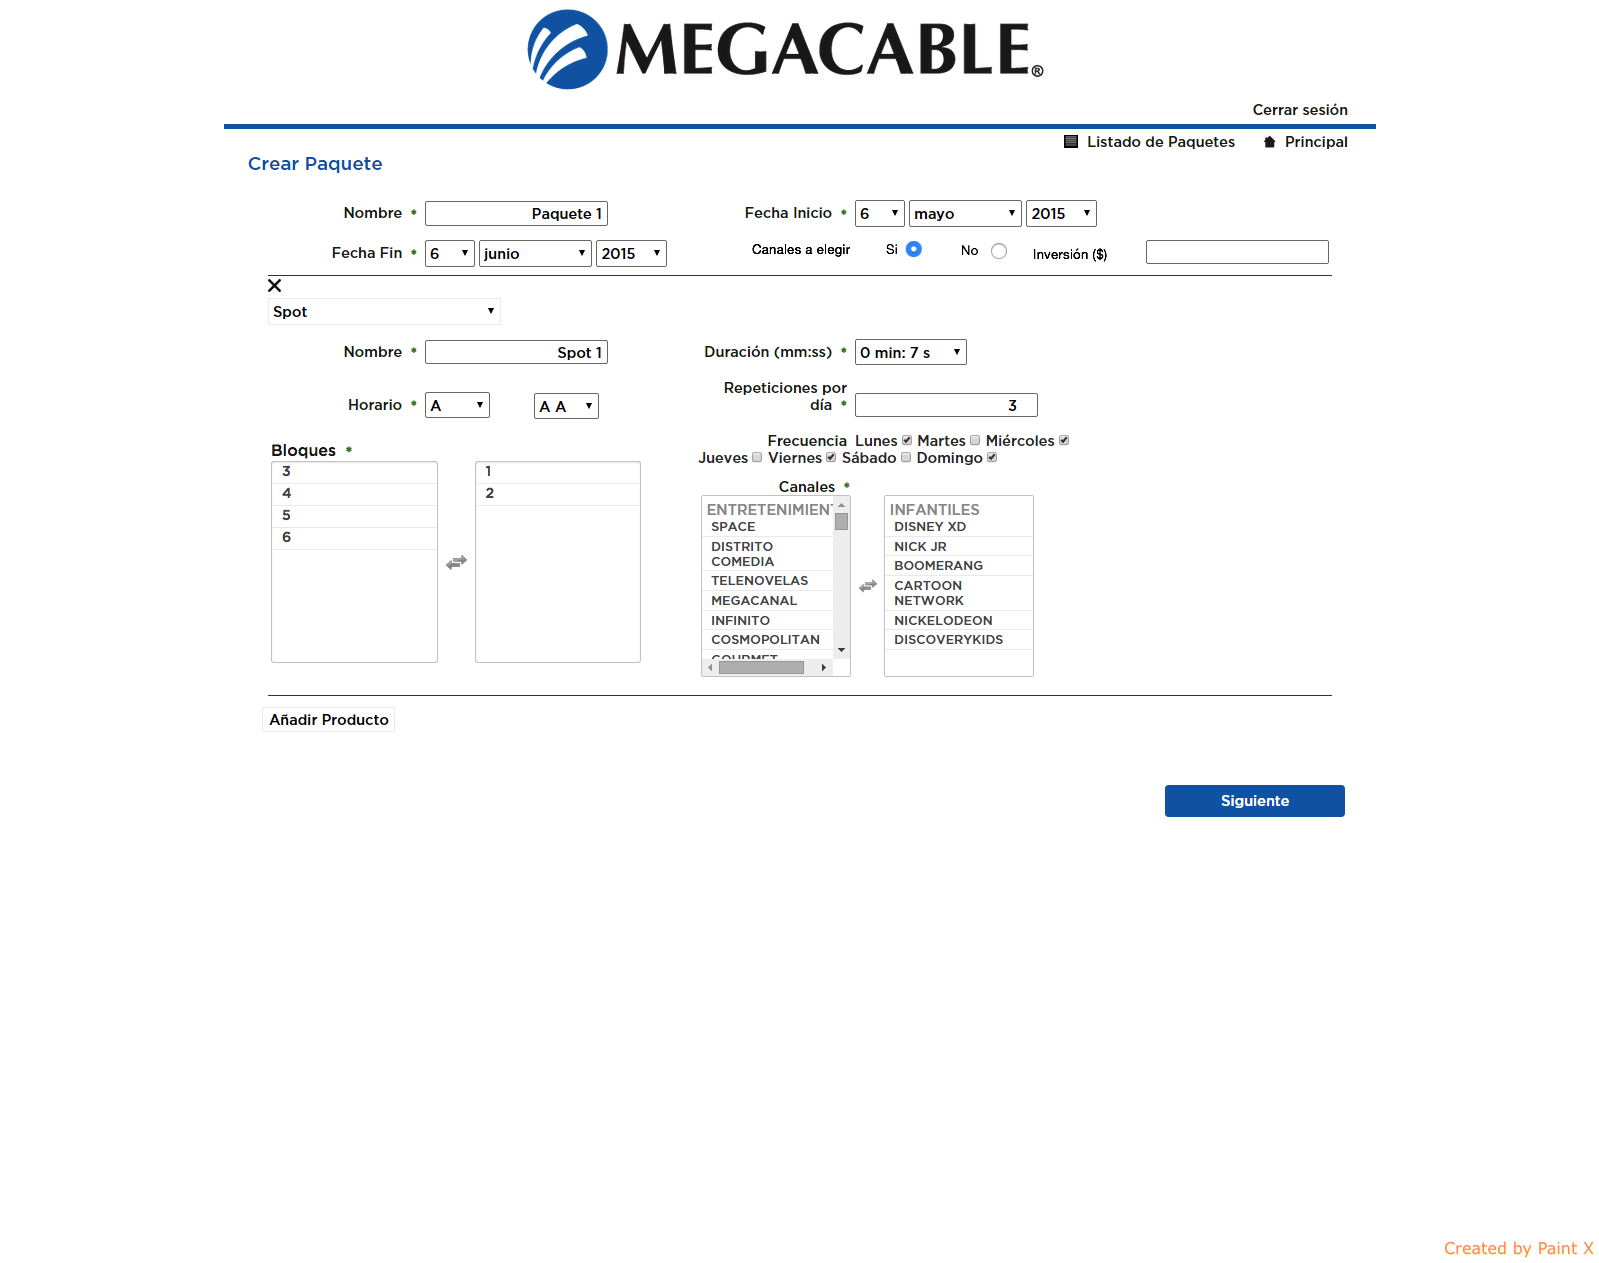 MEGACABLE®
Cerrar sesión
Listado de Paquetes Principal
Crear Paquete
Nombre * Paquete 1 Fecha Inicio * 6 mayo 2015
Fecha Fin * 6 junio 2015 Canales a elegir Si No Inversión ($)
Spot
Nombre * Spot 1 Duración (mm:ss) * 0 min: 7 s
Repeticiones por
día * 3
Horario * A A A
Frecuencia Lunes Martes Miércoles
Jueves Viernes Sábado Domingo
Bloques *
3
4
5
6
1
2
Canales *
ENTRETENIMIENT
SPACE
DISTRITO
COMEDIA
TELENOVELAS
MEGACANAL
INFINITO
COSMOPOLITAN
GOURMET
INFANTILES
DISNEY XD
NICK JR
BOOMERANG
CARTOON
NETWORK
NICKELODEON
DISCOVERYKIDS
Añadir Producto
Siguiente
Created by Paint X